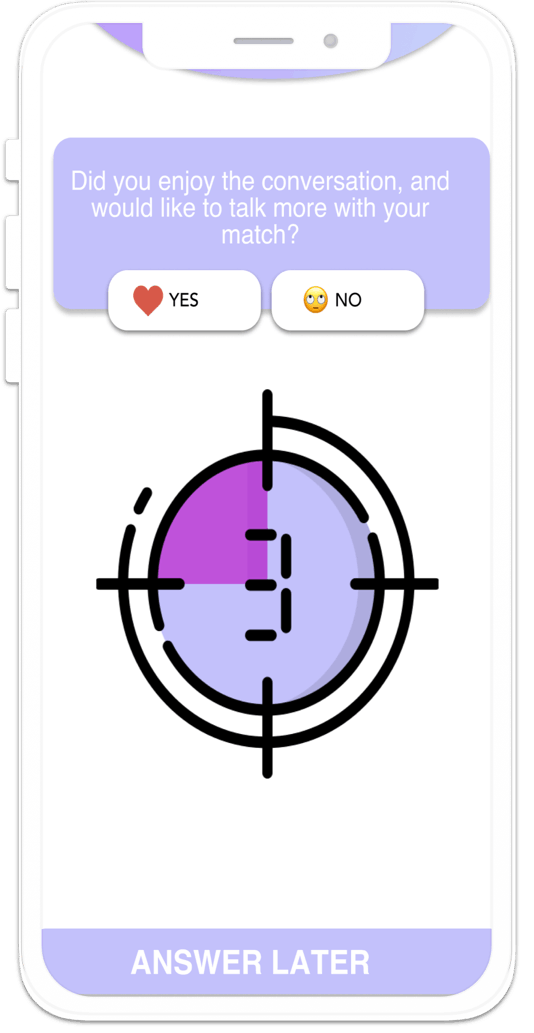 Did you enjoy the conversation, and
would like to talk more with your
match?
YES
NO
3
ANSWER LATER